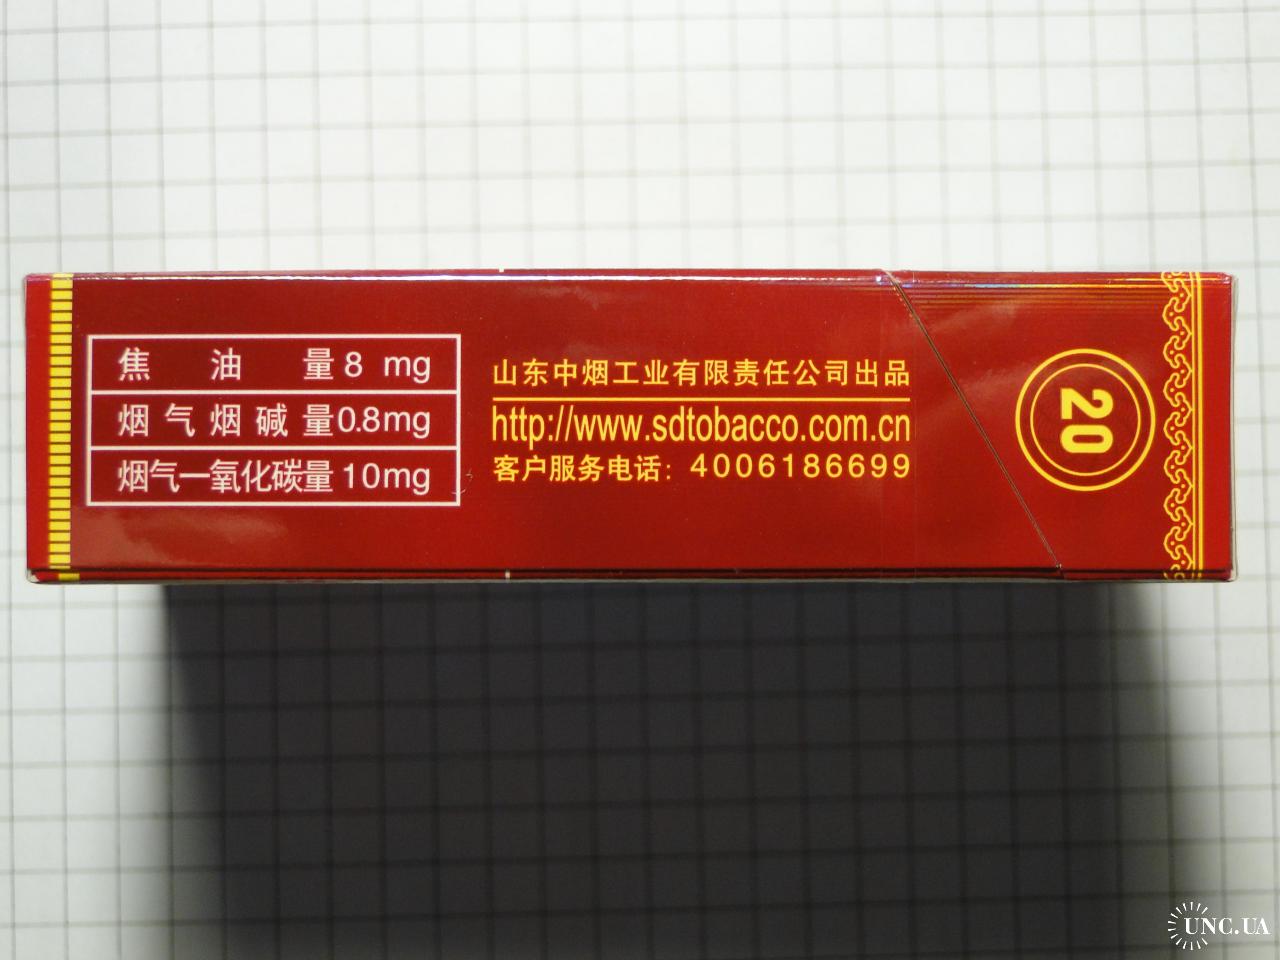 焦油量 8 mg
烟气烟碱量 0.8mg
烟气一氧化碳量 10mg
山东中烟工业有限责任公司出品
http://www.sdtobacco.com.cn
客户服务电话：4006186699
20
UNC.UA